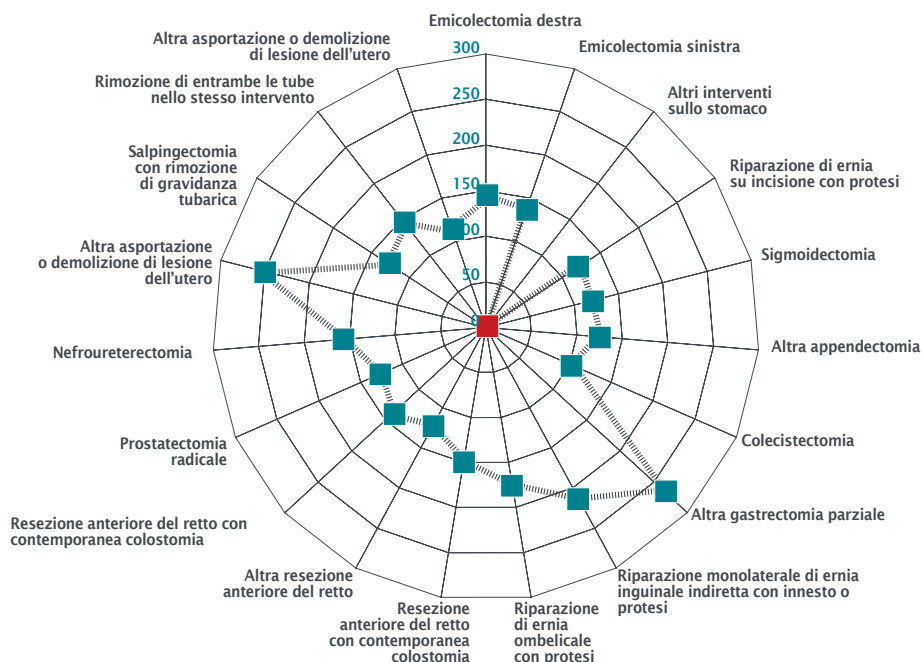 Emicolectomia destra
Emicolectomia sinistra
Altri interventi
sullo stomaco
Riparazione di ernia
su incisione con protesi
Sigmoidectomia
Altra appendectomia
Colecistectomia
Altra gastrectomia parziale
Riparazione monolaterale di ernia
inguinale indiretta con innesto o
protesi
Riparazione
di ernia
ombelicale
con protesi
Resezione
anteriore del retto
con contemporanea
colostomia
Altra resezione
anteriore del retto
Resezione anteriore del retto con
contemporanea colostomia
Prostatectomia
radicale
Nefroureterectomia
Altra asportazione
o demolizione di lesione
dell'utero
Salpingectomia
con rimozione
di gravidanza
tubarica
Rimozione di entrambe le tube
nello stesso intervento
Altra asportazione o demolizione
di lesione dell'utero
300
250
200
150
100
50
0